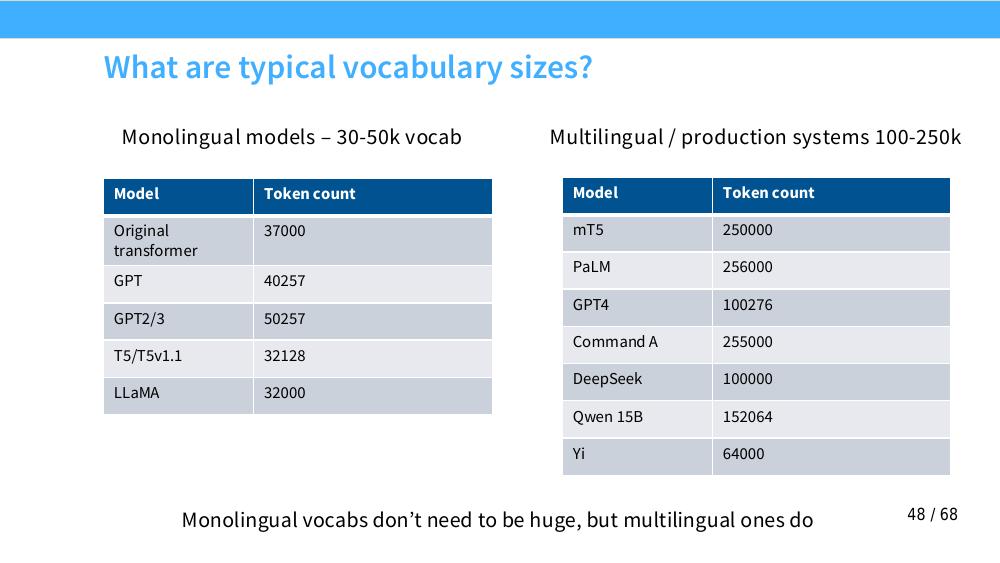 What are typical vocabulary sizes?
Monolingual models – 30-50k vocab
Model Token count
Original transformer 37000
GPT 40257
GPT2/3 50257
T5/T5v1.1 32128
LLaMA 32000
Multilingual / production systems 100-250k
Model Token count
mT5 250000
PaLM 256000
GPT4 100276
Command A 255000
DeepSeek 100000
Qwen 15B 152064
Yi 64000
Monolingual vocabs don’t need to be huge, but multilingual ones do
48 / 68